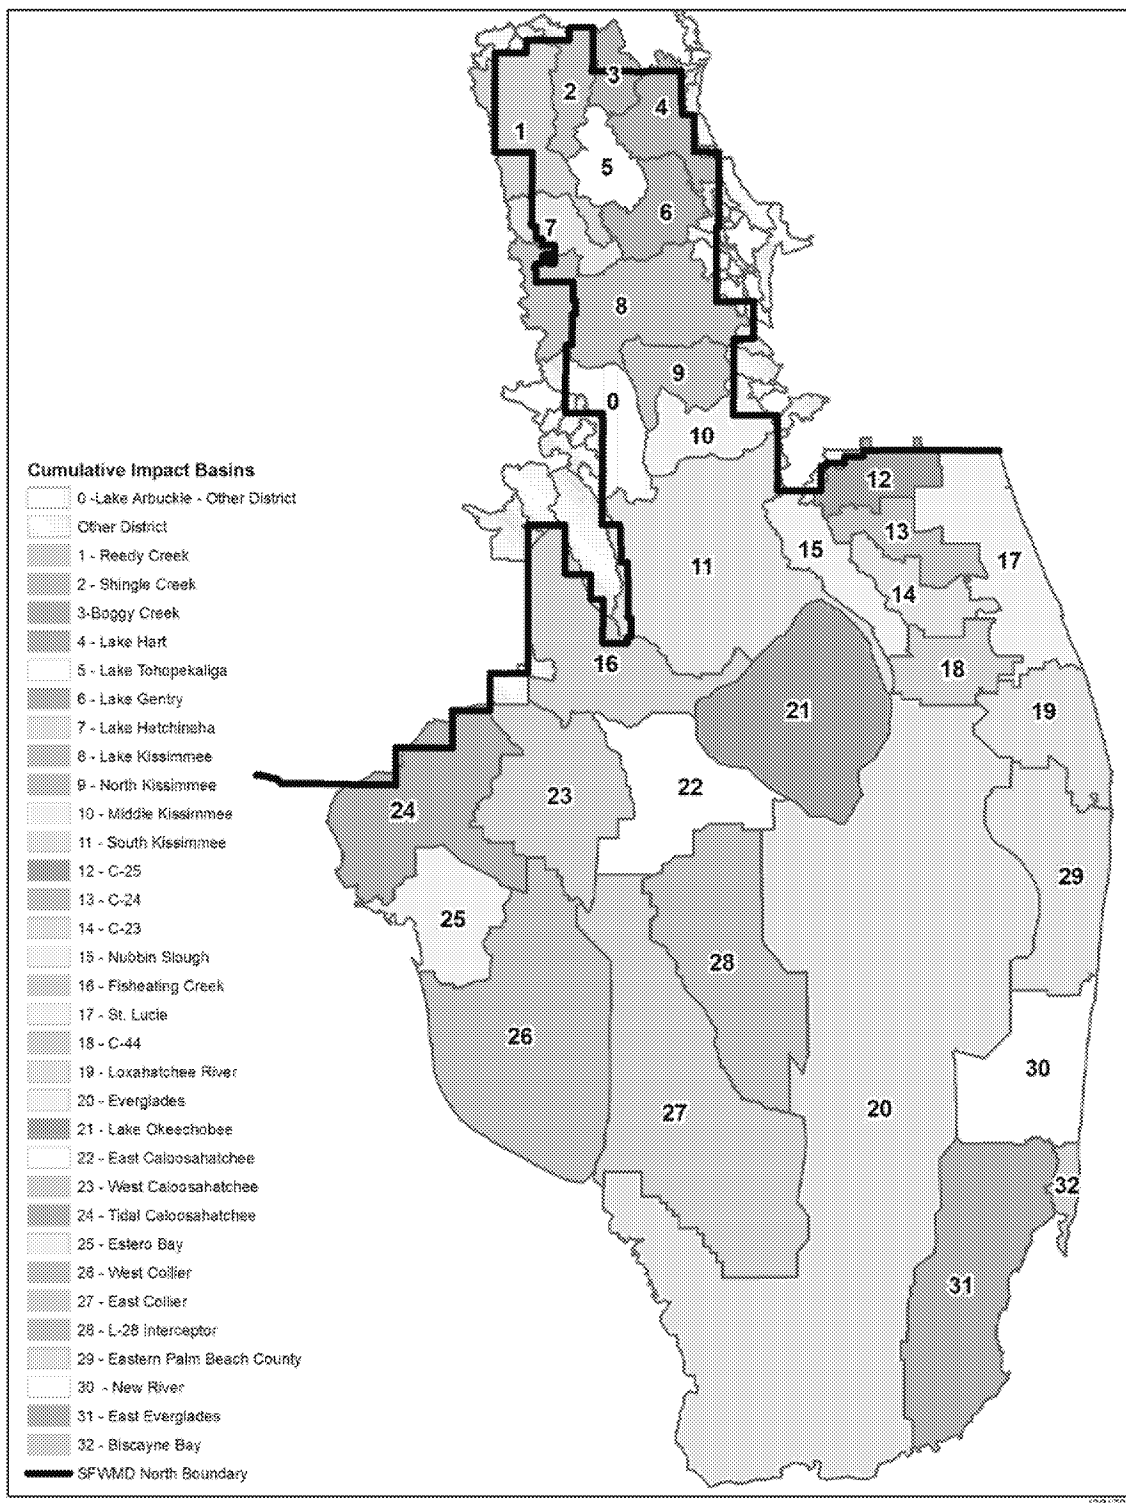 3
2
4
1
5
6
7
8
9
0
10
Cumulative Impact Basins
0 -Lake Arbuckle - Other District
Other District
1 - Reedy Creek
2 - Shingle Creek
3-Boggy Creek
4 - Lake Hart
5 - Lake Tohopekaliga
6 - Lake Gentry
7 - Lake Hatchineha
8 - Lake Kissimmee
9 - North Kissimmee
10 - Middle Kissimmee
11 - South Kissimmee
12 - C-25
13 - C-24
14 - C-23
15 - Nubbin Slough
16 - Fisheating Creek
17 - St. Lucie
18 - C-44
19 - Loxahatchee River
20 - Everglades
21 - Lake Okeechobee
22 - East Caloosahatchee
23 - West Caloosahatchee
24 - Tidal Caloosahatchee
25 - Estero Bay
26 - West Collier
27 - East Collier
28 - L-28 Interceptor
29 - Eastern Palm Beach County
30 - New River
31 - East Everglades
32 - Biscayne Bay
SFWMD North Boundary
12
13
15
17
11
14
16
18
21
19
22
23
24
29
25
28
26
30
27
20
32
31